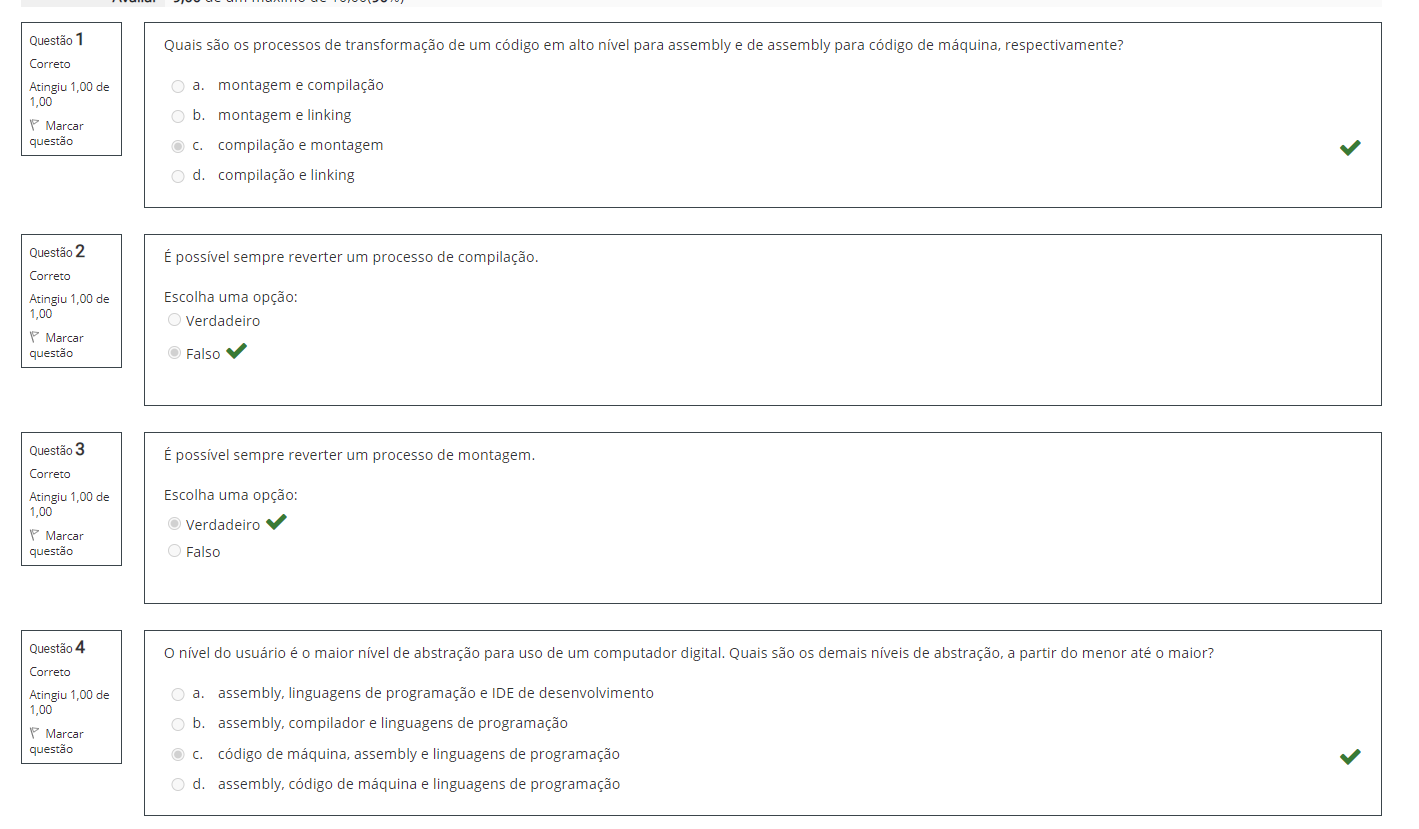 Avaliar 9,00 de um máximo de 10,00(90%)
Questão 1
Correto
Atingiu 1,00 de
1,00
Marcar
questão
Quais são os processos de transformação de um código em alto nível para assembly e de assembly para código de máquina, respectivamente?
a. montagem e compilação
b. montagem e linking
c. compilação e montagem
d. compilação e linking
Questão 2
Correto
Atingiu 1,00 de
1,00
Marcar
questão
É possível sempre reverter um processo de compilação.
Escolha uma opção:
Verdadeiro
Falso
Questão 3
Correto
Atingiu 1,00 de
1,00
Marcar
questão
É possível sempre reverter um processo de montagem.
Escolha uma opção:
Verdadeiro
Falso
Questão 4
Correto
Atingiu 1,00 de
1,00
Marcar
questão
O nível do usuário é o maior nível de abstração para uso de um computador digital. Quais são os demais níveis de abstração, a partir do menor até o maior?
a. assembly, linguagens de programação e IDE de desenvolvimento
b. assembly, compilador e linguagens de programação
c. código de máquina, assembly e linguagens de programação
d. assembly, código de máquina e linguagens de programação